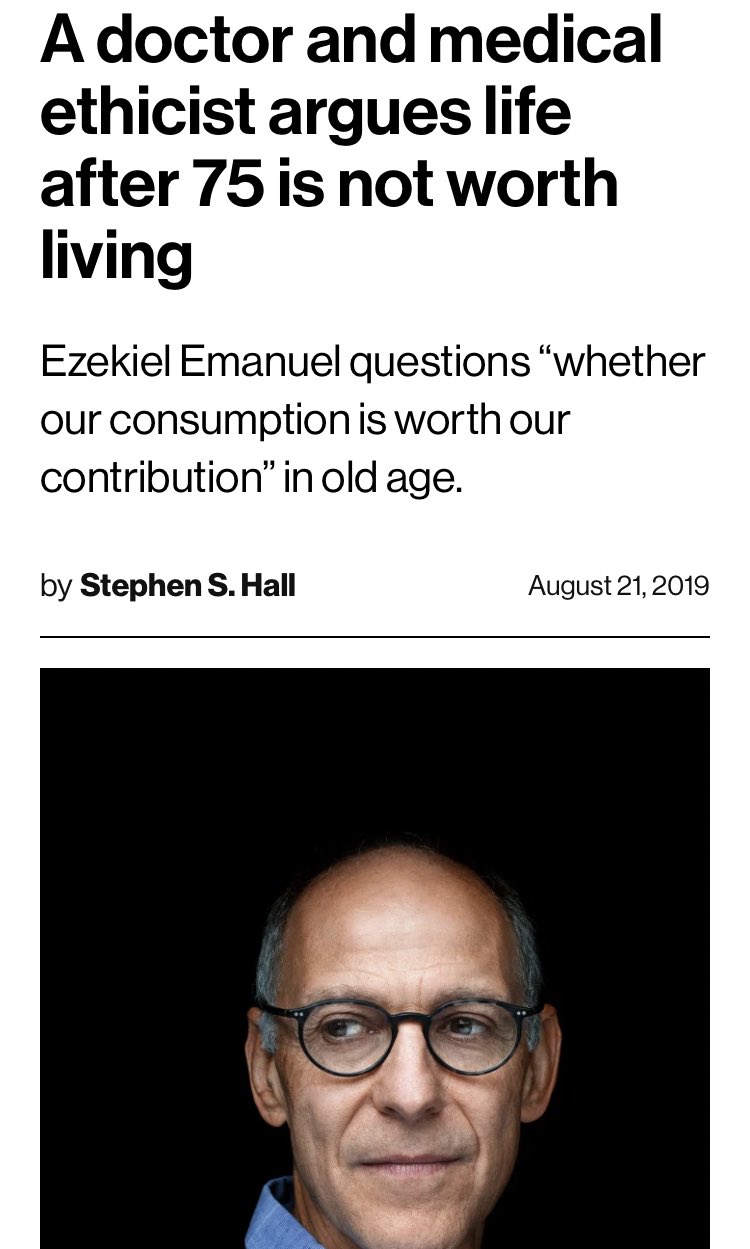 A doctor and medical
ethicist argues life
after 75 is not worth
living
Ezekiel Emanuel questions “whether
our consumption is worth our
contribution” in old age.
by Stephen S. Hall August 21, 2019